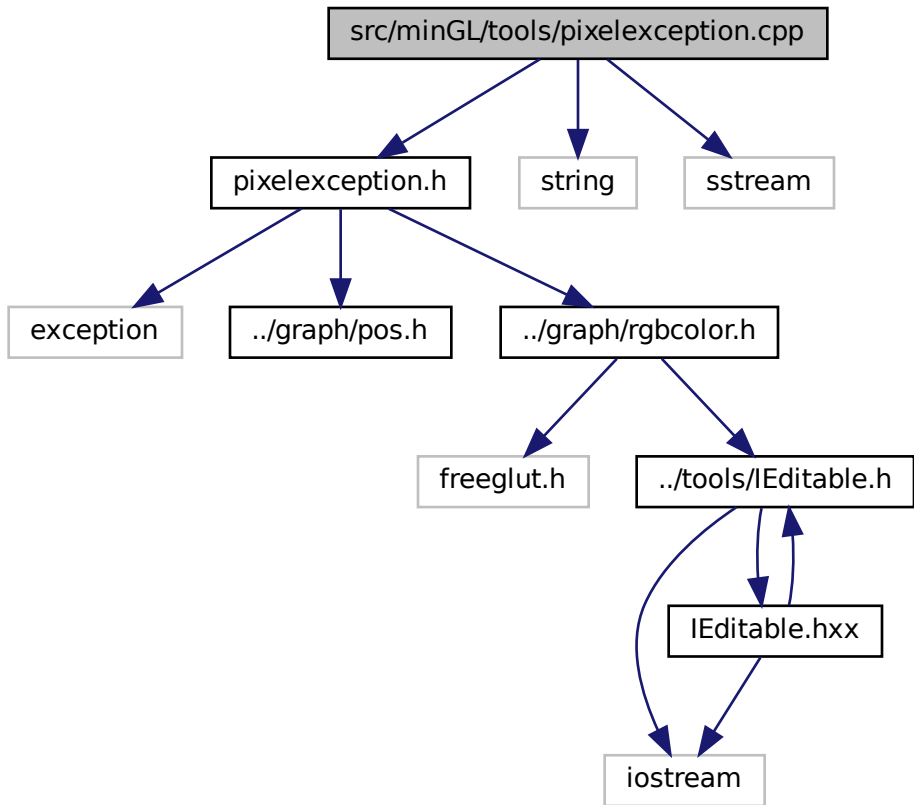 src/minGL/tools/pixelexception.cpp
pixelexception.h
string
sstream
exception
../graph/pos.h
../graph/rgbcolor.h
freeglut.h
../tools/IEditable.h
IEditable.hxx
iostream